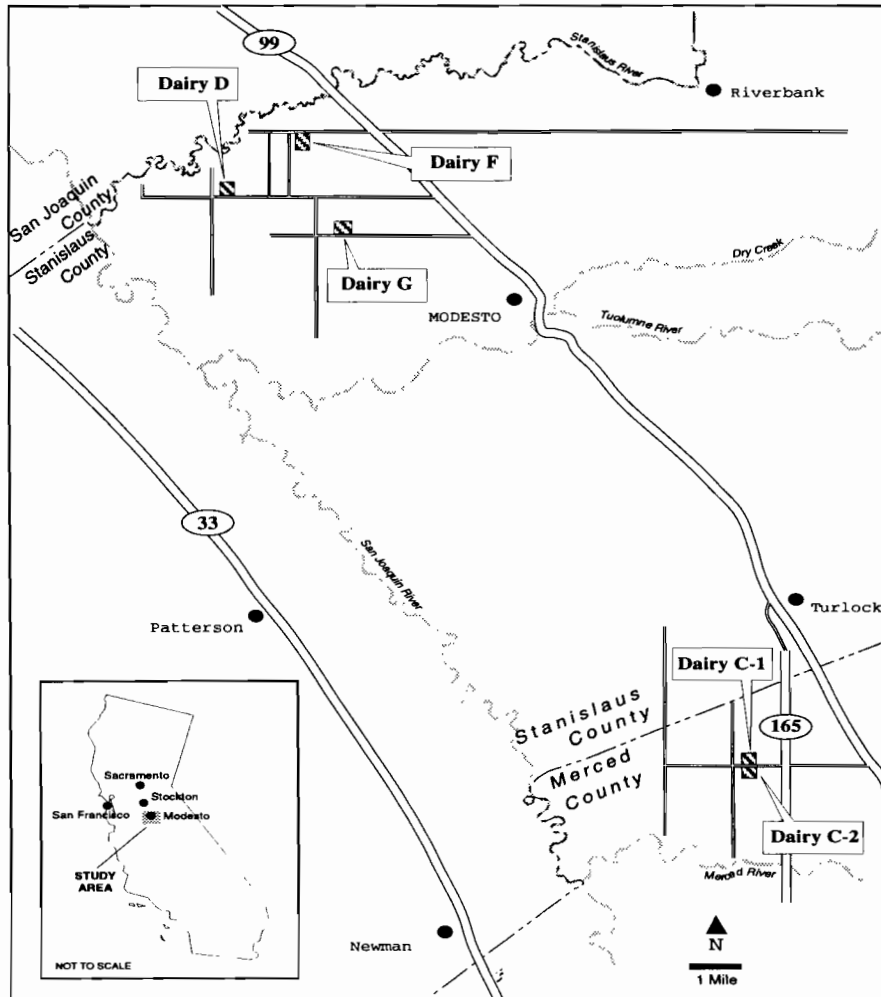 99
Stanislaus
River
Riverbank
Dairy D
Dairy F
San Joaquin
County
Stanislaus
County
Dry Creek
Dairy G
MODESTO
Tuolumne River
33
San Joaquin River
Patterson
Turlock
Dairy C-1
Stanislaus
County
165
Merced
County
Dairy C-2
Merced River
Newman
N
1 Mile
Sacramento
Stockton
San Francisco
Modesto
STUDY
AREA
NOT TO SCALE